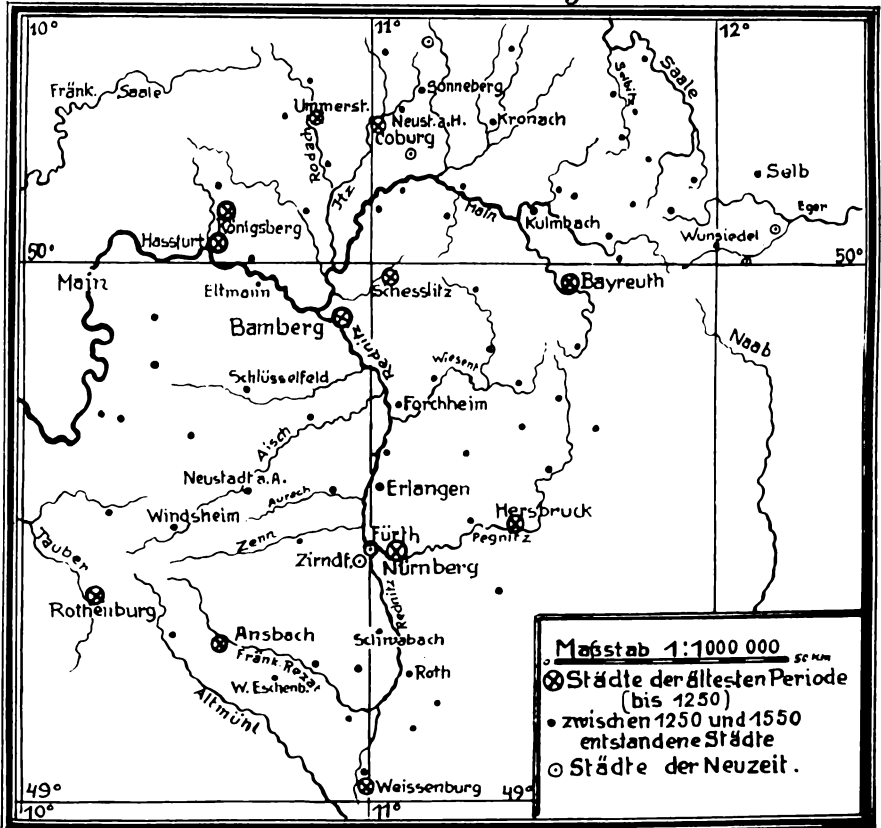 10°
11°
12°
Fränk. Saale
Ummerst.
Rodach
Itz
Sonneberg
Neust.a.H.
Coburg
Kronach
Selbitz
Saale
Selb
Eger
Wunsiedel
Main
Kulmbach
Königsberg
Hassfurt
50°
50°
Main
Eltmann
Schesslitz
Bayreuth
Bamberg
Rednitz
Naab
Wiesent
Schlüsselfeld
Forchheim
Aisch
Neustadt a.A.
Aurach
Erlangen
Windsheim
Hersbruck
Pegnitz
Zenn
Fürth
Zirndf.
Nürnberg
Tauber
Rednitz
Rothenburg
Ansbach
Schwabach
Fränk. Rezat
W. Eschenb.
Roth
Altmühl
Weissenburg
49°
49°
10°
11°
Maßstab 1:1000 000
50 KM
Städte der ältesten Periode
(bis 1250)
zwischen 1250 und 1550
entstandene Städte
Städte der Neuzeit.